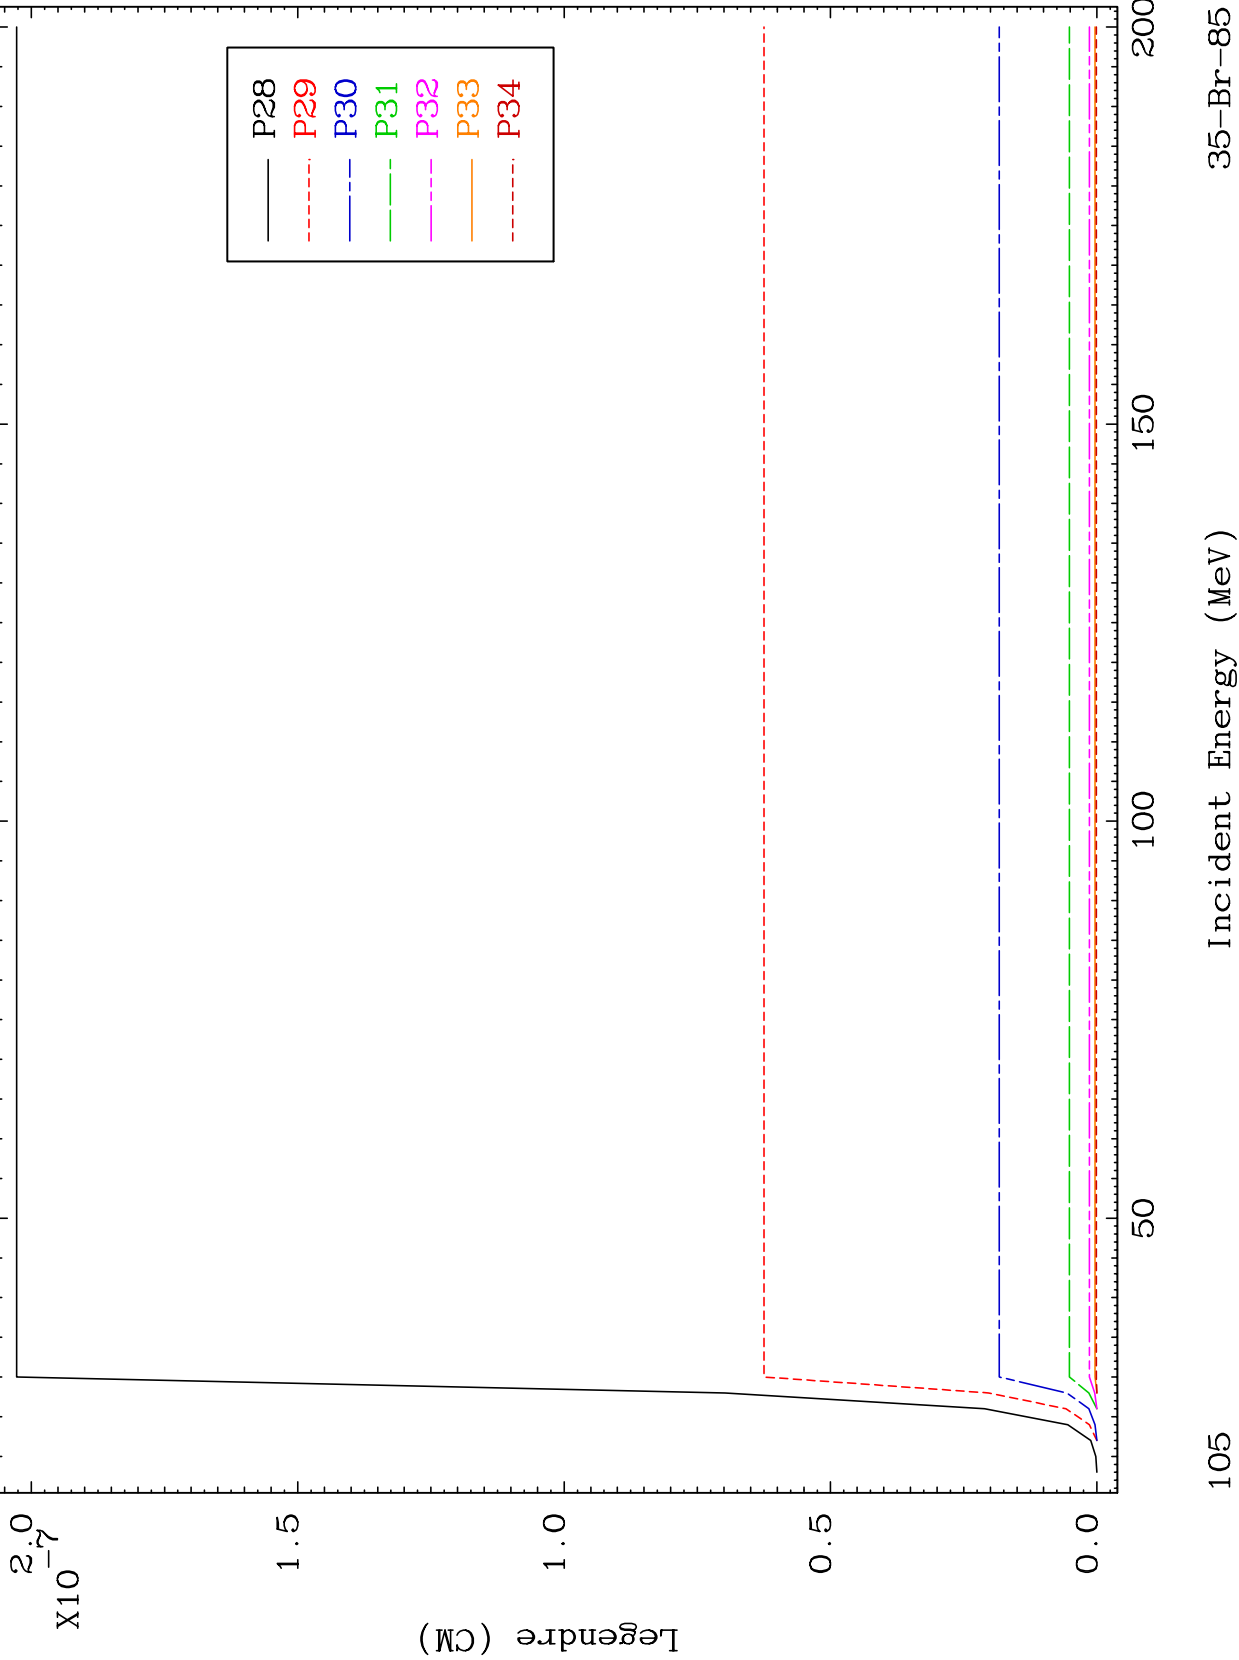 P28
P29
P30
P31
P32
P33
P34
2.0
X10 -7
1.5
1.0
0.5
0.0
Legendre (CM)
50
100
150
200
Incident Energy (MeV)
105
35-Br-85